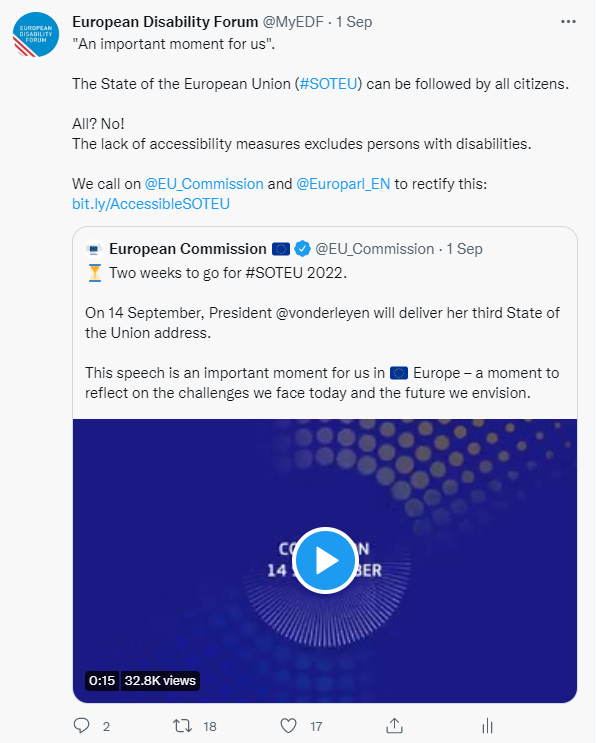 EUROPEAN
DISABILITY
FORUM
European Disability Forum @MyEDF · 1 Sep
"An important moment for us".
The State of the European Union (#SOTEU) can be followed by all citizens.
All? No!
The lack of accessibility measures excludes persons with disabilities.
We call on @EU_Commission and @Europarl_EN to rectify this:
bit.ly/AccessibleSOTEU
European Commission @EU_Commission · 1 Sep
Two weeks to go for #SOTEU 2022.
On 14 September, President @vonderleyen will deliver her third State of
the Union address.
This speech is an important moment for us in Europe – a moment to
reflect on the challenges we face today and the future we envision.
14
0:15 32.8K views
2 18 17